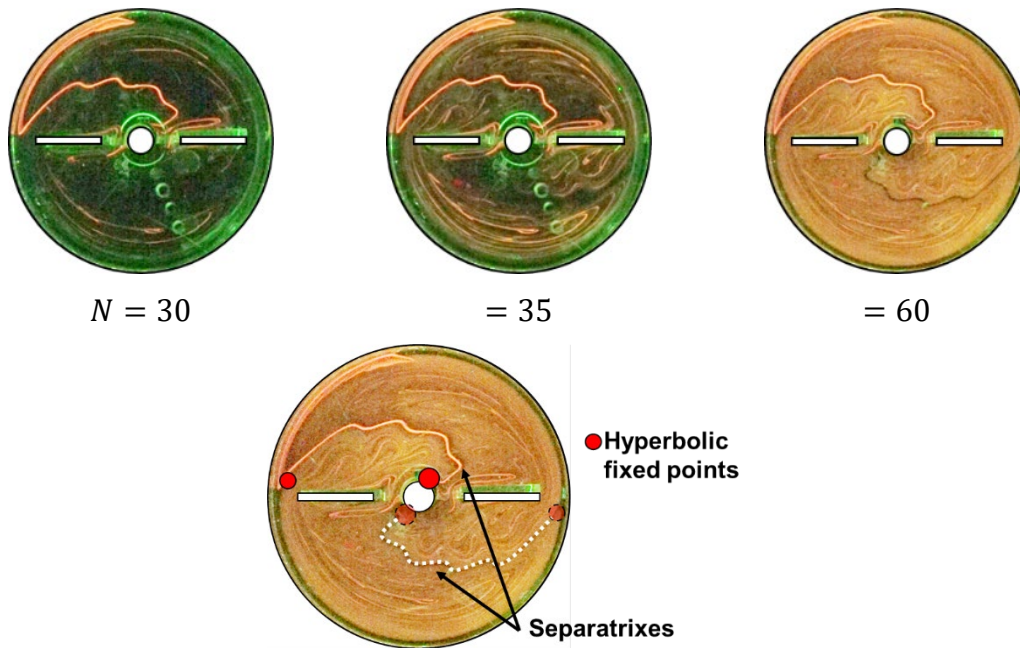 N = 30
= 35
= 60
Hyperbolic
fixed points
Separatrixes